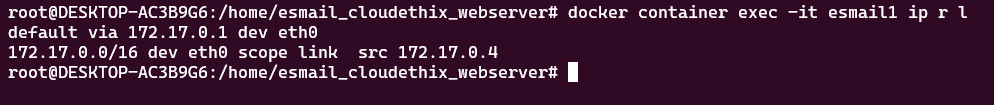 root@DESKTOP-AC3B9G6:/home/esmail_cloudethix_webserver# docker container exec -it esmail1 ip r l
default via 172.17.0.1 dev eth0
172.17.0.0/16 dev eth0 scope link  src 172.17.0.4
root@DESKTOP-AC3B9G6:/home/esmail_cloudethix_webserver#